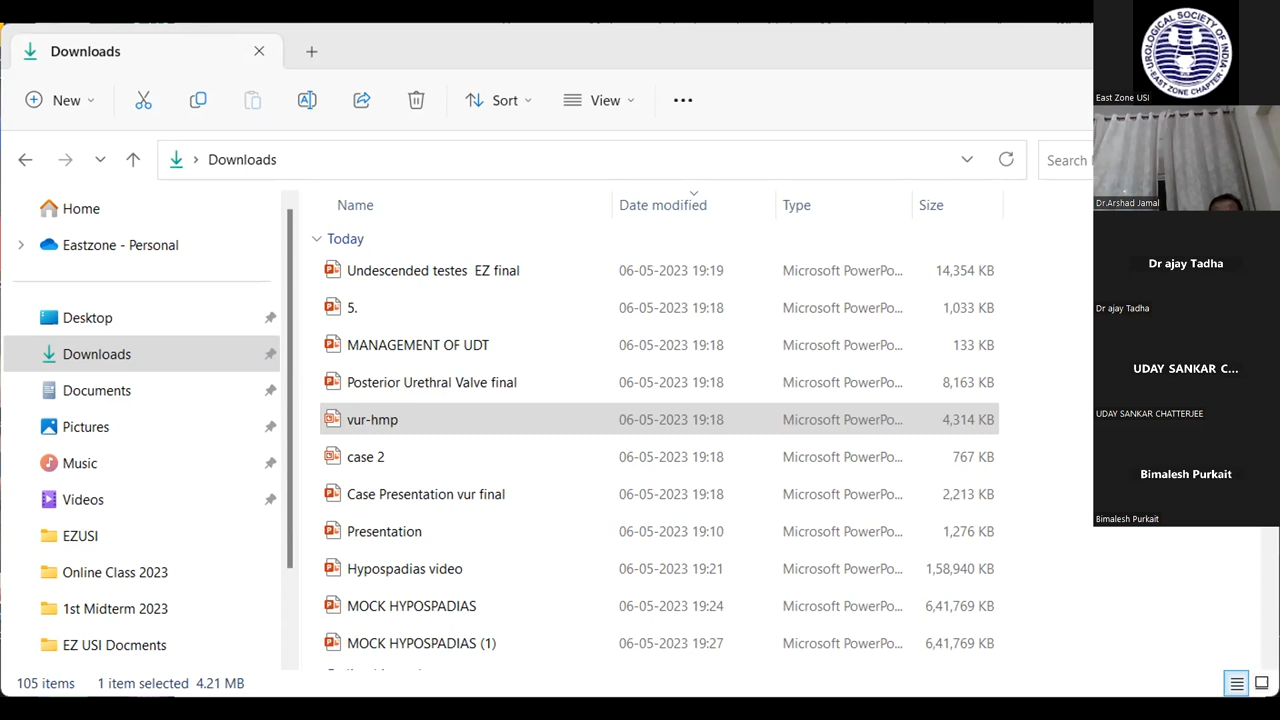 Downloads
New
Sort
View
Downloads
Search
Home
Eastzone - Personal
Desktop
Downloads
Documents
Pictures
Music
Videos
EZUSI
Online Class 2023
1st Midterm 2023
EZ USI Docments
Name Date modified Type Size
Today
Undescended testes EZ final 06-05-2023 19:19 Microsoft PowerPo... 14,354 KB
5. 06-05-2023 19:18 Microsoft PowerPo... 1,033 KB
MANAGEMENT OF UDT 06-05-2023 19:18 Microsoft PowerPo... 133 KB
Posterior Urethral Valve final 06-05-2023 19:18 Microsoft PowerPo... 8,163 KB
vur-hmp 06-05-2023 19:18 Microsoft PowerPo... 4,314 KB
case 2 06-05-2023 19:18 Microsoft PowerPo... 767 KB
Case Presentation vur final 06-05-2023 19:18 Microsoft PowerPo... 2,213 KB
Presentation 06-05-2023 19:10 Microsoft PowerPo... 1,276 KB
Hypospadias video 06-05-2023 19:21 Microsoft PowerPo... 1,58,940 KB
MOCK HYPOSPADIAS 06-05-2023 19:24 Microsoft PowerPo... 6,41,769 KB
MOCK HYPOSPADIAS (1) 06-05-2023 19:27 Microsoft PowerPo... 6,41,769 KB
105 items 1 item selected 4.21 MB
UROLOGICAL SOCIETY OF INDIA
EAST ZONE CHAPTER
East Zone USI
Dr.Arshad Jamal
Dr ajay Tadha
Dr ajay Tadha
UDAY SANKAR C...
UDAY SANKAR CHATTERJEE
Bimalesh Purkait
Bimalesh Purkait